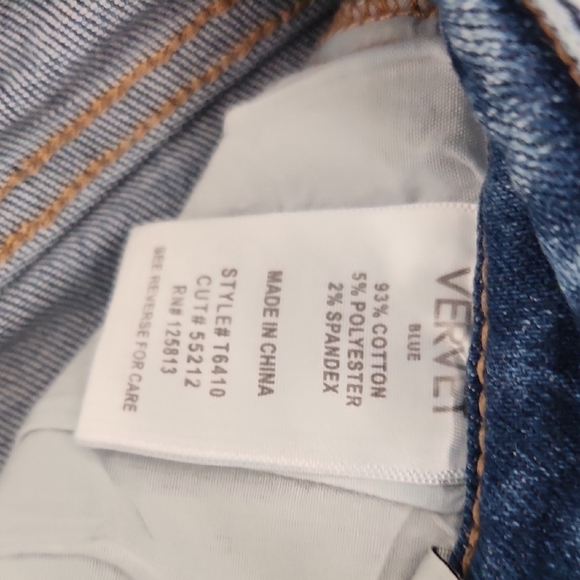 VERVET
BLUE
93% COTTON
5% POLYESTER
2% SPANDEX
MADE IN CHINA
STYLE# T6410
CUT# 55212
RN# 125813
SEE REVERSE FOR CARE